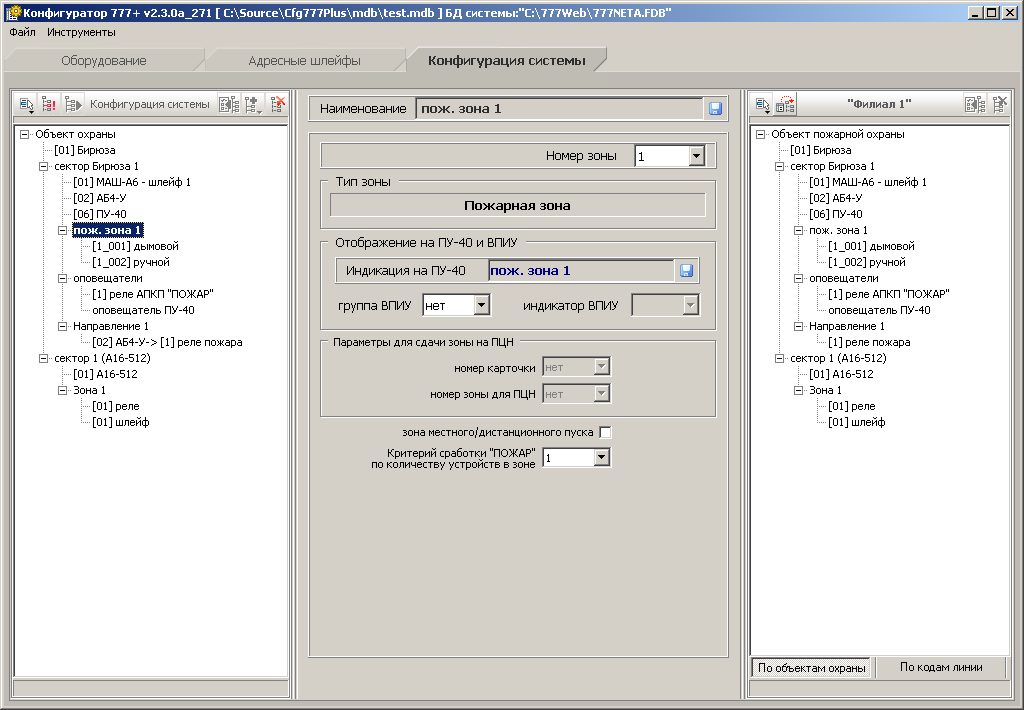 Конфигуратор 777+ v2.3.0a_271 [ C:\Source\Cfg777Plus\mdb\test.mdb ] БД системы:"C:\777Web\777NETA.FDB"
Файл Инструменты
Оборудование Адресные шлейфы Конфигурация системы
Конфигурация системы
Объект охраны
[01] Бирюза
сектор Бирюза 1
[01] МАШ-А6 - шлейф 1
[02] АБ4-У
[06] ПУ-40
пож. зона 1
[1_001] дымовой
[1_002] ручной
оповещатели
[1] реле АПКП "ПОЖАР"
оповещатель ПУ-40
Направление 1
[02] АБ4-У-> [1] реле пожара
сектор 1 (А16-512)
[01] А16-512
Зона 1
[01] реле
[01] шлейф
Наименование пож. зона 1
Номер зоны 1
Тип зоны
Пожарная зона
Отображение на ПУ-40 и ВПИУ
Индикация на ПУ-40 пож. зона 1
группа ВПИУ нет индикатор ВПИУ
Параметры для сдачи зоны на ПЦН
номер карточки нет
номер зоны для ПЦН нет
зона местного/дистанционного пуска
Критерий сработки "ПОЖАР"
по количеству устройств в зоне 1
"Филиал 1"
Объект пожарной охраны
[01] Бирюза
сектор Бирюза 1
[01] МАШ-А6 - шлейф 1
[02] АБ4-У
[06] ПУ-40
пож. зона 1
[1_001] дымовой
[1_002] ручной
оповещатели
[1] реле АПКП "ПОЖАР"
оповещатель ПУ-40
Направление 1
[1] реле пожара
сектор 1 (А16-512)
[01] А16-512
Зона 1
[01] реле
[01] шлейф
По объектам охраны По кодам линии